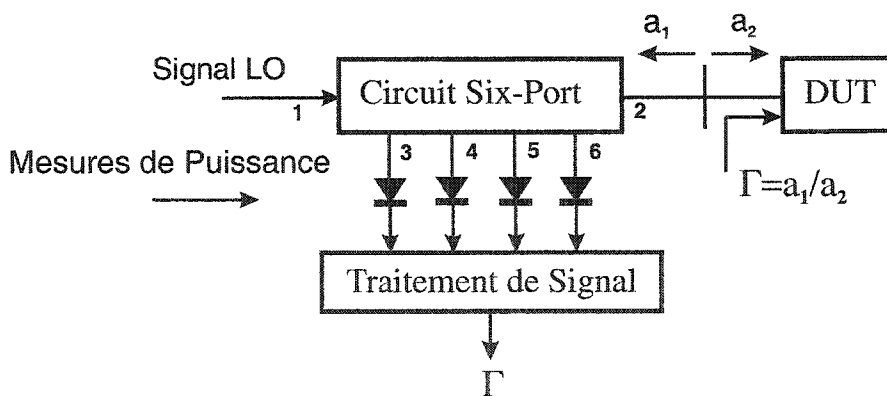 a₁ a₂
Signal LO
1
Circuit Six-Port
2
DUT
3 4 5 6
Mesures de Puissance
Γ=a₁/a₂
Traitement de Signal
Γ